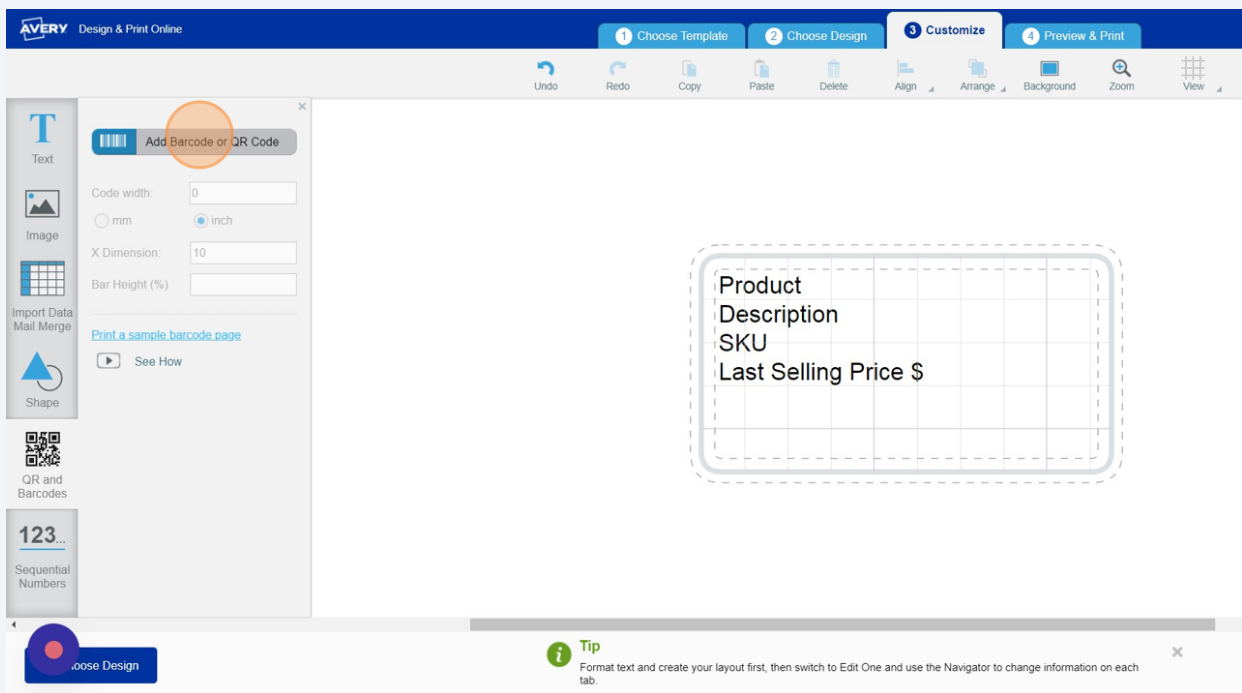 AVERY Design & Print Online
1 Choose Template
2 Choose Design
3 Customize
4 Preview & Print
Undo
Redo
Copy
Paste
Delete
Align
Arrange
Background
Zoom
View
T
Text
Image
Import Data
Mail Merge
Shape
QR and
Barcodes
123...
Sequential
Numbers
×
Add Barcode or QR Code
Code width: 0
mm inch
X Dimension: 10
Bar Height (%)
Print a sample barcode page
See How
Product
Description
SKU
Last Selling Price $
oose Design
i
Tip
Format text and create your layout first, then switch to Edit One and use the Navigator to change information on each
tab.
×